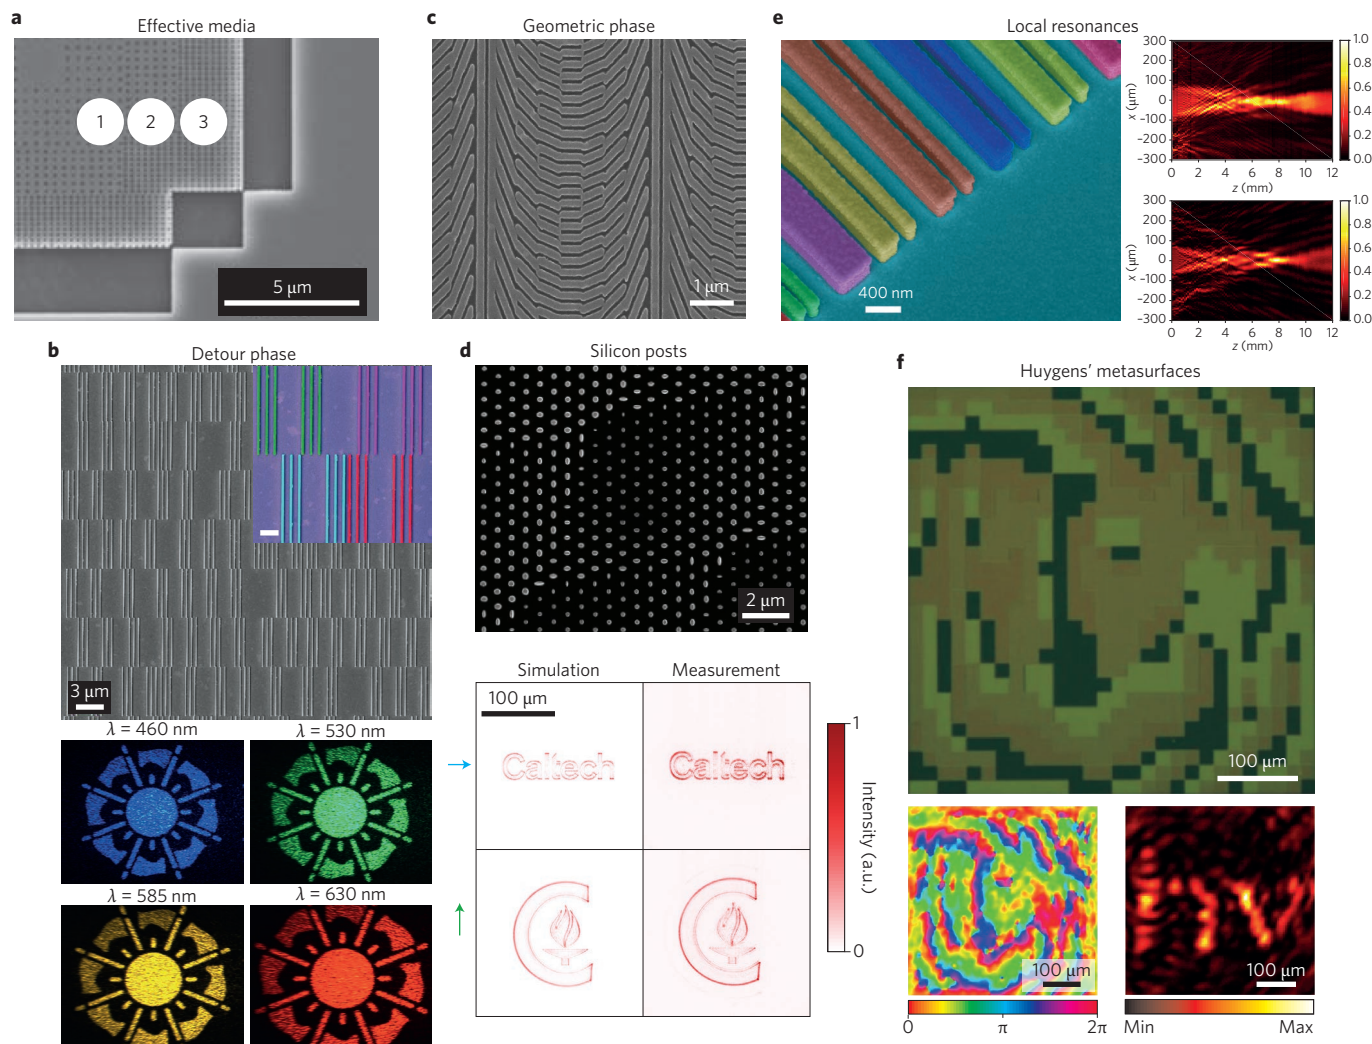 a
Effective media
1 2 3
5 μm
c
Geometric phase
1 μm
e
Local resonances
400 nm
300
200
100
0
-100
-200
-300
x (μm)
0 2 4 6 8 10 12
z (mm)
1.0
0.8
0.6
0.4
0.2
0.0
300
200
100
0
-100
-200
-300
x (μm)
0 2 4 6 8 10 12
z (mm)
1.0
0.8
0.6
0.4
0.2
0.0
b
Detour phase
3 μm
λ = 460 nm
λ = 530 nm
λ = 585 nm
λ = 630 nm
d
Silicon posts
2 μm
Simulation
Measurement
100 μm
Caltech
Caltech
1
Intensity (a.u.)
0
f
Huygens’ metasurfaces
100 μm
100 μm
0 π 2π
100 μm
Min Max